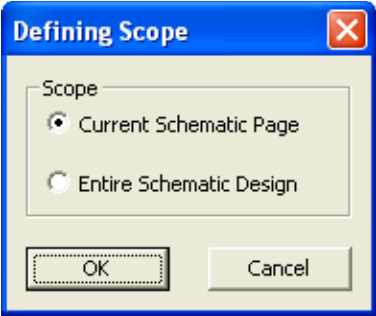 Defining Scope
Scope
Current Schematic Page
Entire Schematic Design
OK
Cancel